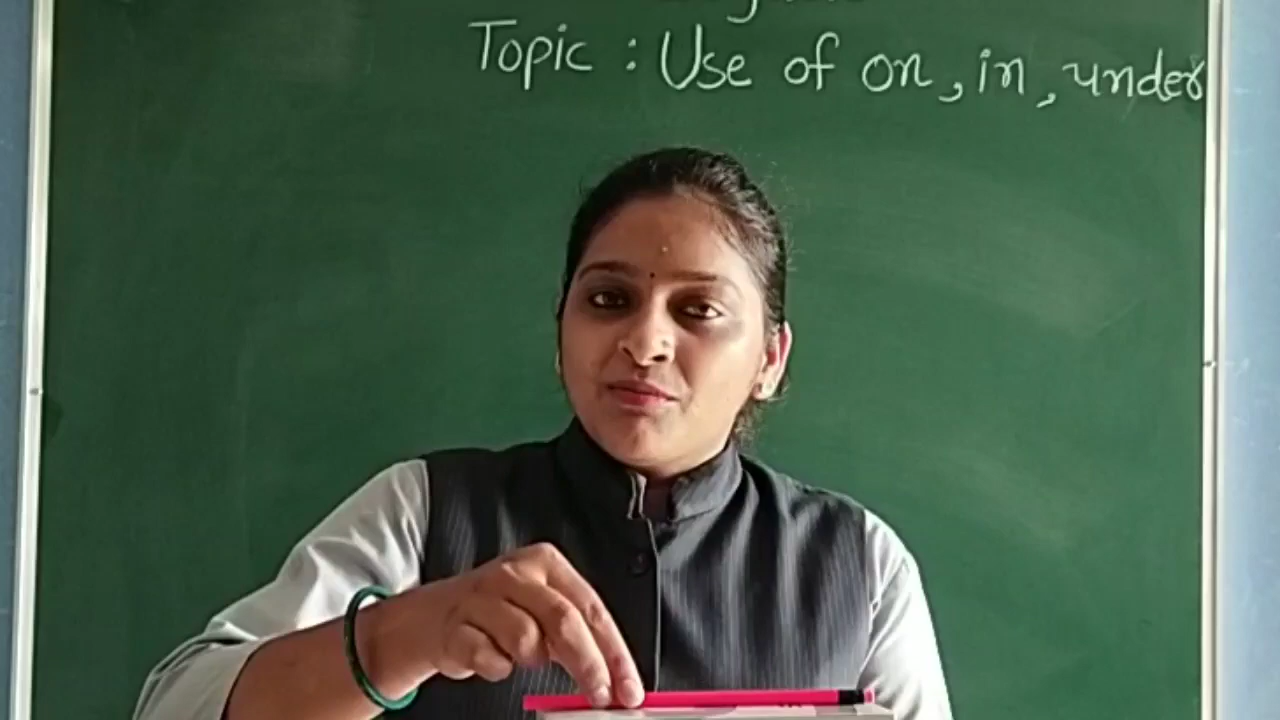 Topic : Use of on, in, under